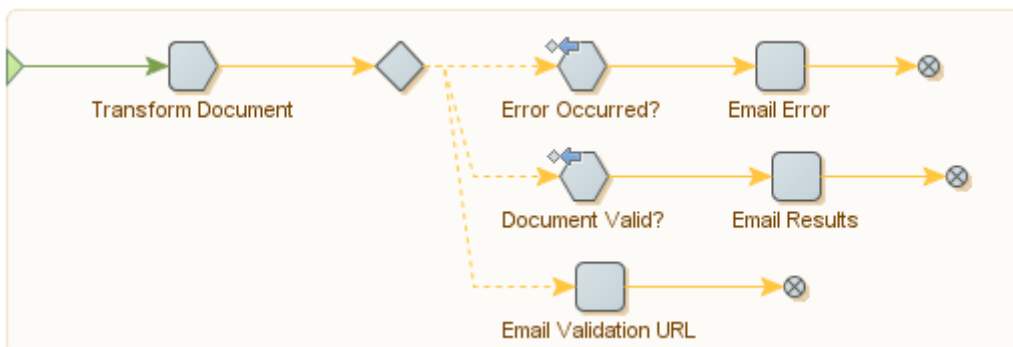 Transform Document
Error Occurred?
Email Error
Document Valid?
Email Results
Email Validation URL